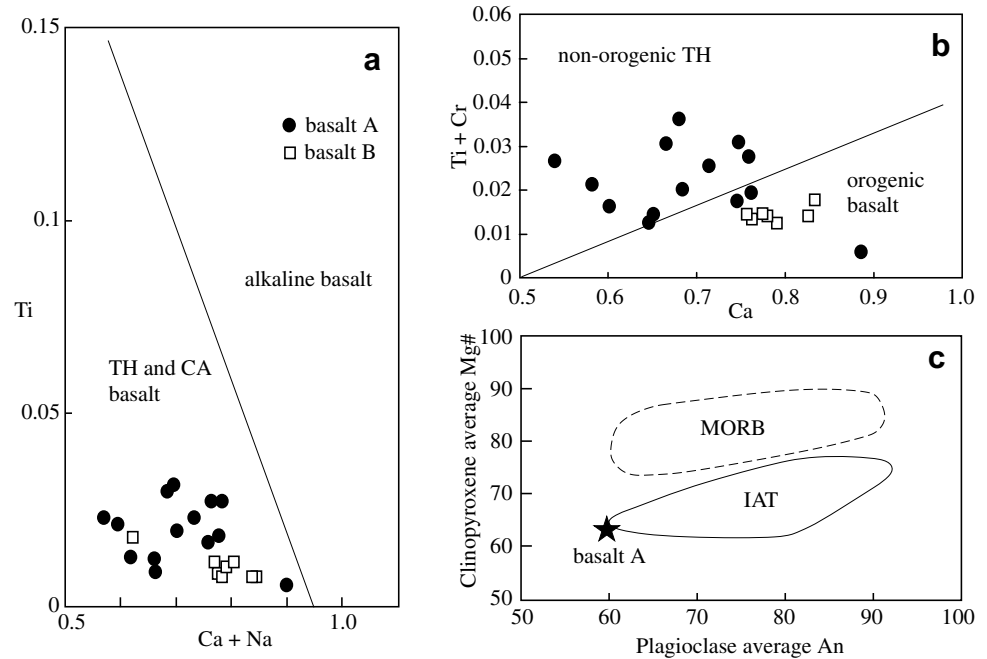 0.15
a
basalt A
basalt B
0.1
alkaline basalt
Ti
TH and CA
basalt
0.05
0
0.5
1.0
Ca + Na
0.06
b
non-orogenic TH
0.05
0.04
Ti + Cr
0.03
0.02
orogenic
basalt
0.01
0
0.5
0.6
0.7
0.8
0.9
1.0
Ca
100
c
Clinopyroxene average Mg#
90
MORB
80
70
IAT
60
basalt A
50
50
60
70
80
90
100
Plagioclase average An